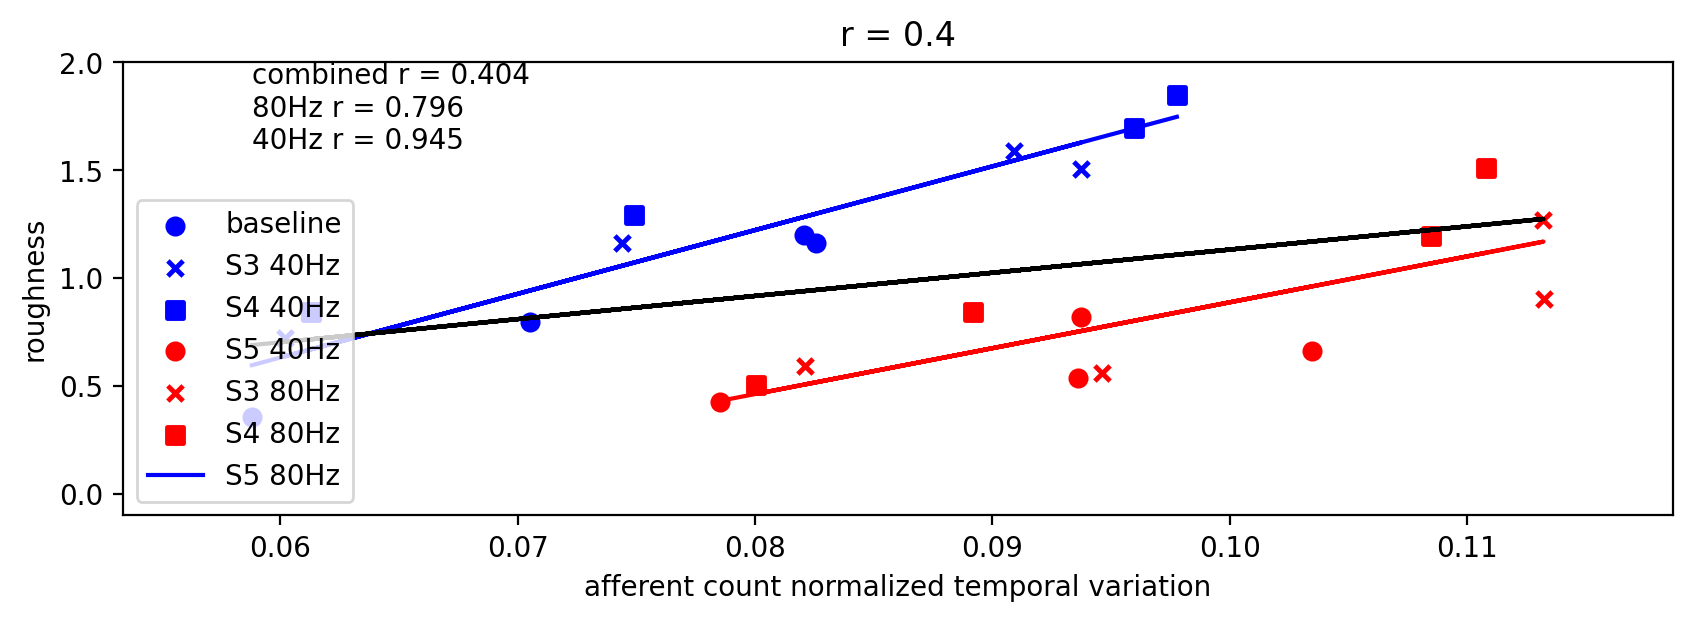 r = 0.4
combined r = 0.404
80Hz r = 0.796
40Hz r = 0.945
roughness
2.0
1.5
1.0
0.5
0.0
baseline
S3 40Hz
S4 40Hz
S5 40Hz
S3 80Hz
S4 80Hz
S5 80Hz
0.06 0.07 0.08 0.09 0.10 0.11
afferent count normalized temporal variation